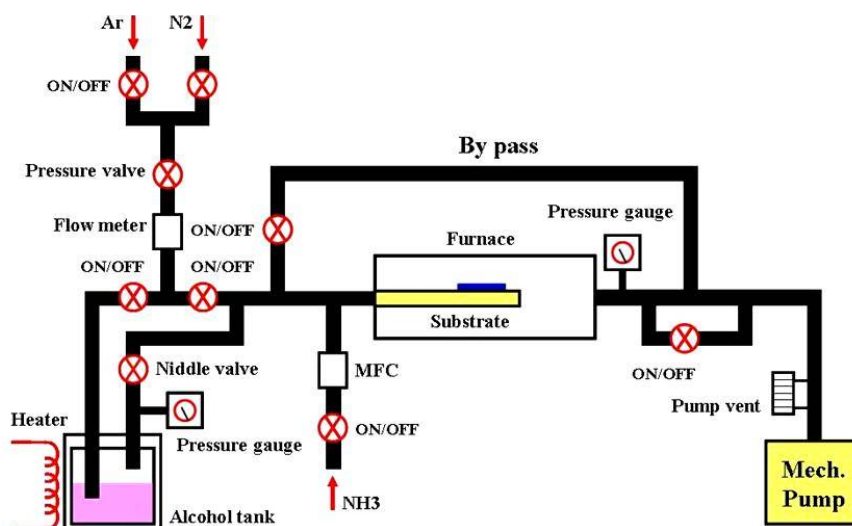 Ar
N2
ON/OFF
Pressure valve
Flow meter
By pass
ON/OFF
Pressure gauge
Furnace
ON/OFF
ON/OFF
Substrate
Niddle valve
MFC
ON/OFF
Heater
Pressure gauge
ON/OFF
Pump vent
Mech.
Pump
NH3
Alcohol tank